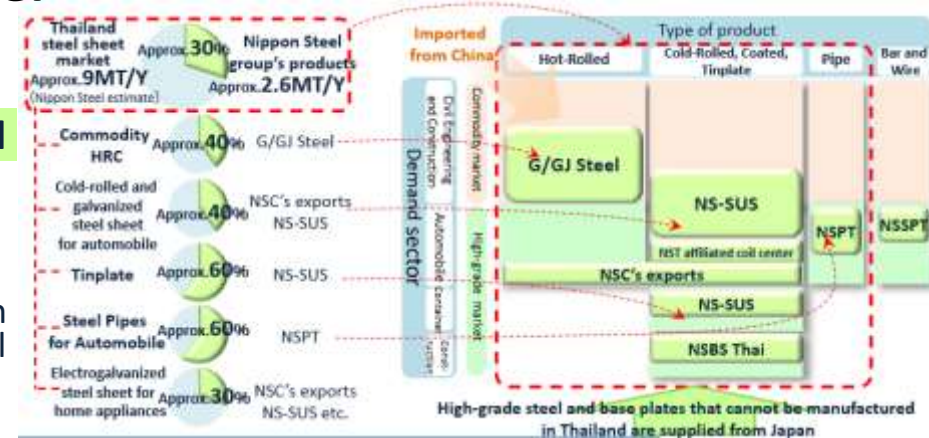 Thailand
steel sheet
market
Approx.9MT/Y
(Nippon Steel estimate)
Approx.30%
Nippon Steel
group's products
Approx.2.6MT/Y
Commodity
HRC
Approx.40%
G/GJ Steel
Cold-rolled and
galvanized
steel sheet
for automobile
Approx.40%
NSC's exports
NS-SUS
Tinplate
Approx.60%
NS-SUS
Steel Pipes
for Automobile
Approx.60%
NSPT
Electrogalvanized
steel sheet for
home appliances
Approx.30%
NSC's exports
NS-SUS etc.
Imported
from China
Type of product
Hot-Rolled
Cold-Rolled, Coated,
Tinplate
Pipe
Bar and
Wire
Demand sector
Civil Engineering
and Construction
Automobile
container
Const-
ruction
Commodity market
High-grade market
G/GJ Steel
NS-SUS
NSPT
NSSPT
NST affiliated coil center
NSC's exports
NS-SUS
NSBS Thai
High-grade steel and base plates that cannot be manufactured
in Thailand are supplied from Japan